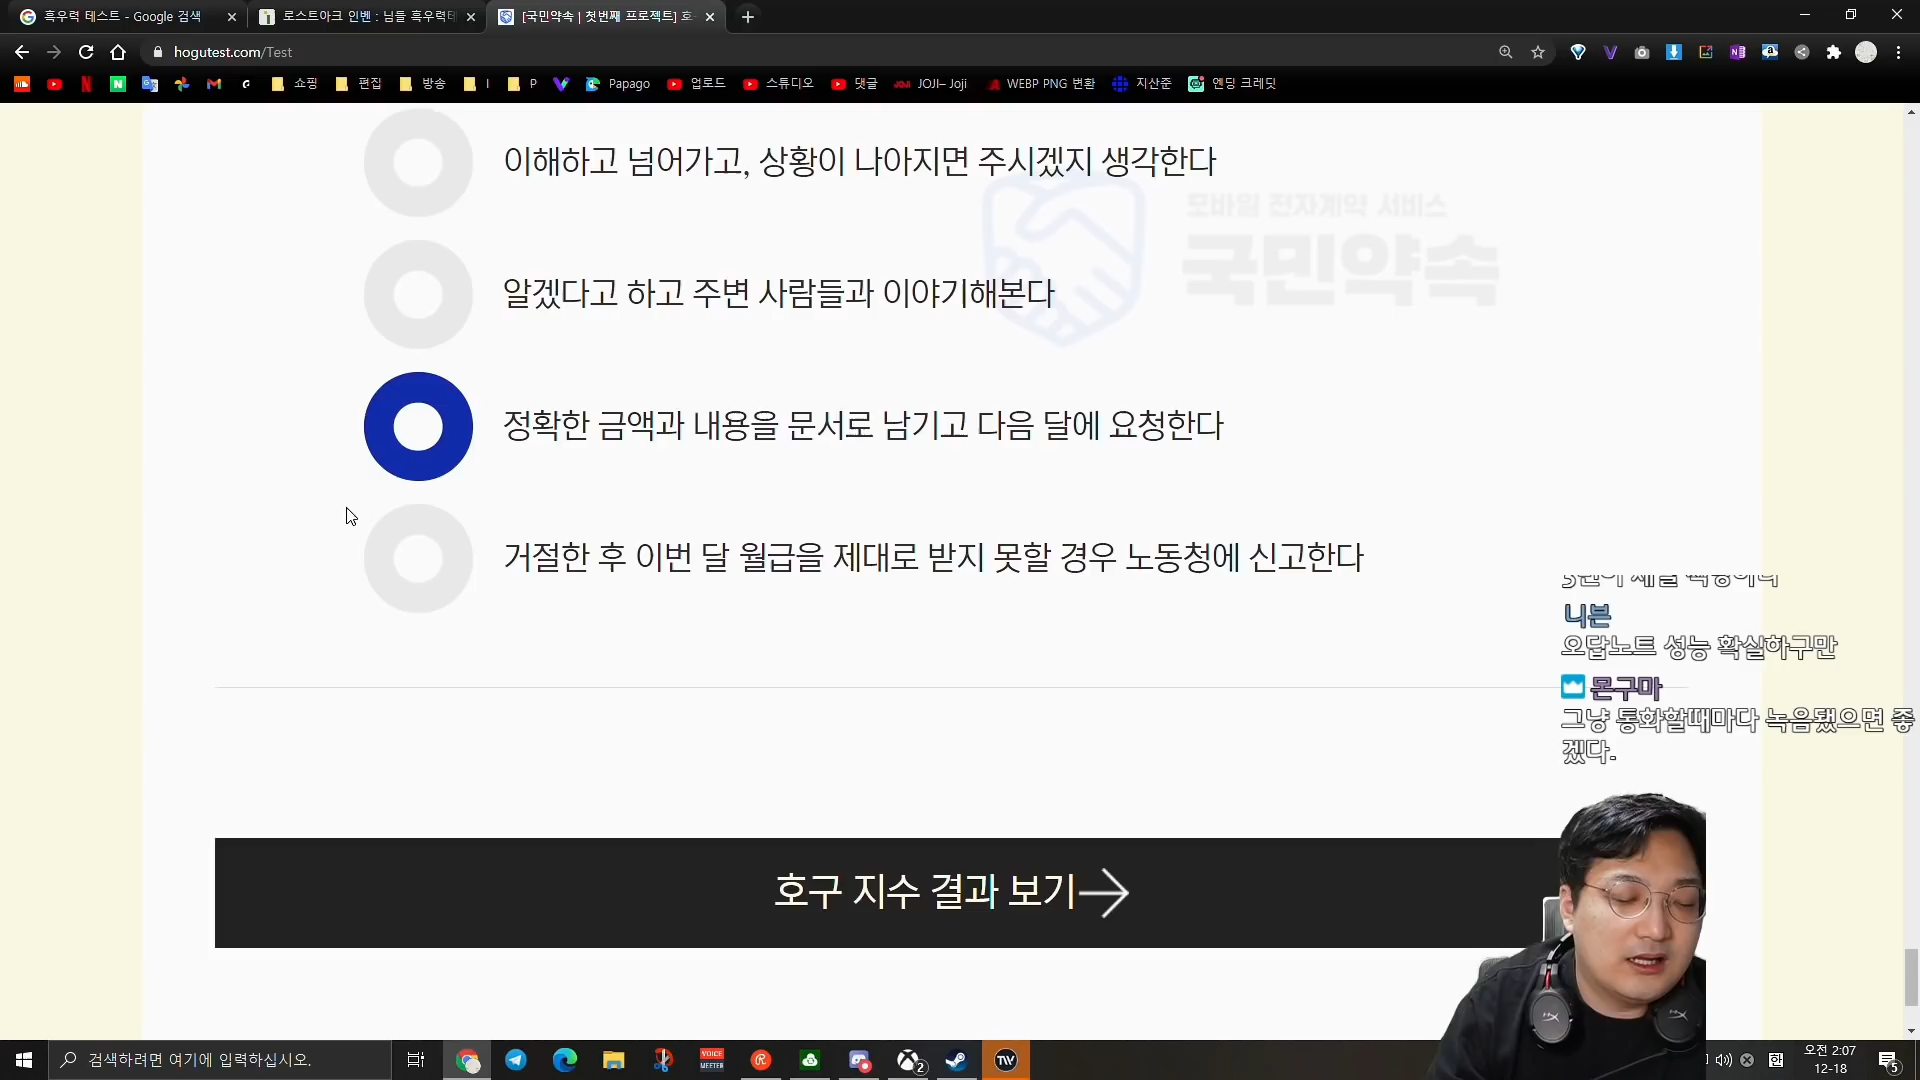 흑우력 테스트 - Google 검색
로스트아크 인벤 : 님들 흑우력테
[국민약속 | 첫번째 프로젝트] 호
hogutest.com/Test
쇼핑
편집
방송
I
P
Papago
업로드
스튜디오
댓글
JOJI– Joji
WEBP PNG 변환
지산준
엔딩 크레딧
이해하고 넘어가고, 상황이 나아지면 주시겠지 생각한다
모바일 전자계약 서비스
국민약속
알겠다고 하고 주변 사람들과 이야기해본다
정확한 금액과 내용을 문서로 남기고 다음 달에 요청한다
거절한 후 이번 달 월급을 제대로 받지 못할 경우 노동청에 신고한다
니븐
오답노트 성능 확실하구만
몬구마
그냥 통화할때마다 녹음됐으면 좋
겠다.
호구 지수 결과 보기
검색하려면 여기에 입력하십시오.
VOICE
MEETER
2
TW
한
오전 2:07
12-18
5